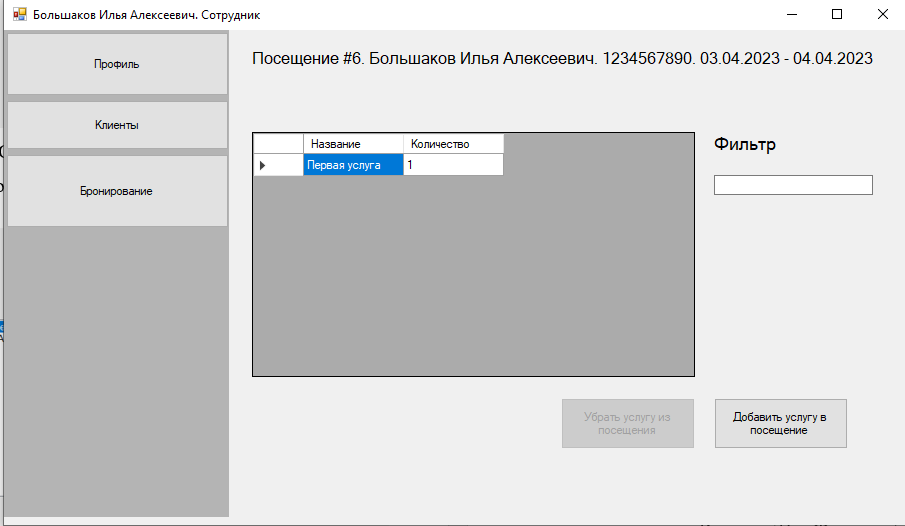 Большаков Илья Алексеевич. Сотрудник
Профиль
Клиенты
Бронирование
Посещение #6. Большаков Илья Алексеевич. 1234567890. 03.04.2023 - 04.04.2023
Название Количество
Первая услуга 1
Фильтр
Убрать услугу из
посещения
Добавить услугу в
посещение